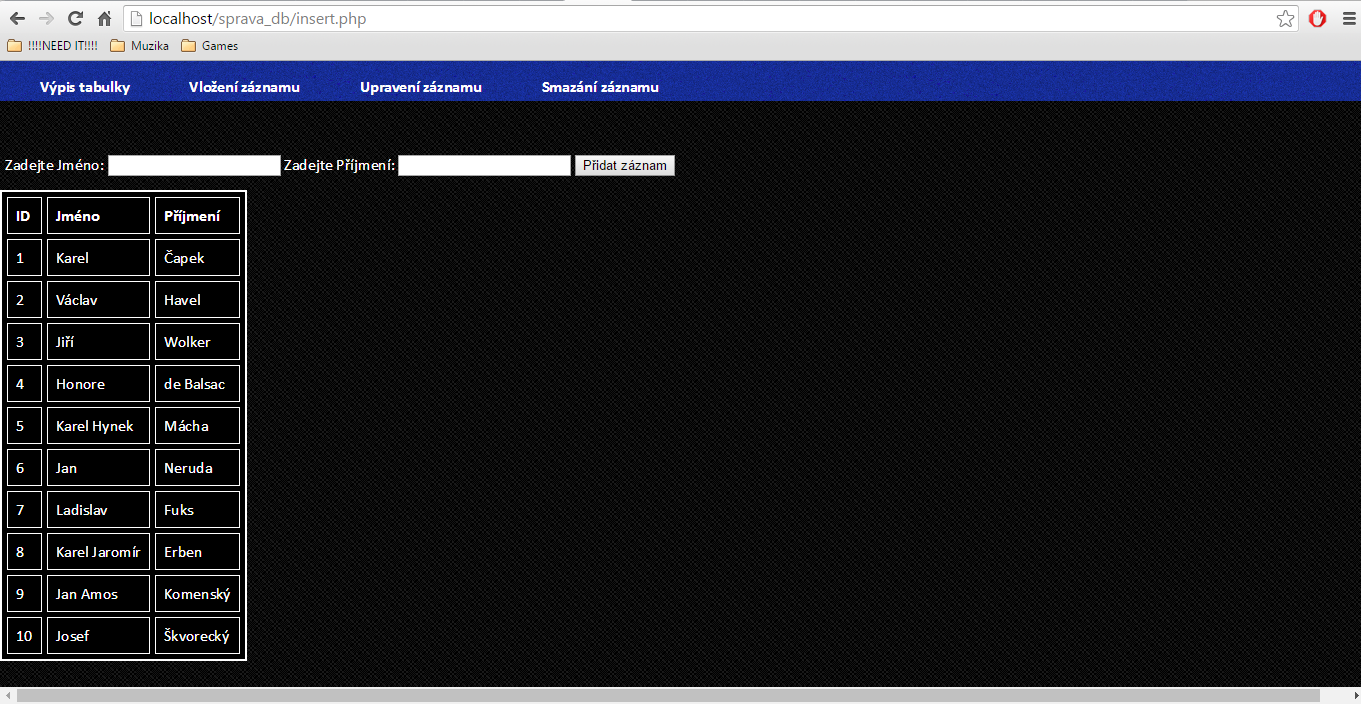 localhost/sprava_db/insert.php
!!!!NEED IT!!!! Muzika Games
Výpis tabulky Vložení záznamu Upravení záznamu Smazání záznamu
Zadejte Jméno: Zadejte Příjmení: Přidat záznam
ID Jméno Příjmení
1 Karel Čapek
2 Václav Havel
3 Jiří Wolker
4 Honore de Balsac
5 Karel Hynek Mácha
6 Jan Neruda
7 Ladislav Fuks
8 Karel Jaromír Erben
9 Jan Amos Komenský
10 Josef Škvorecký